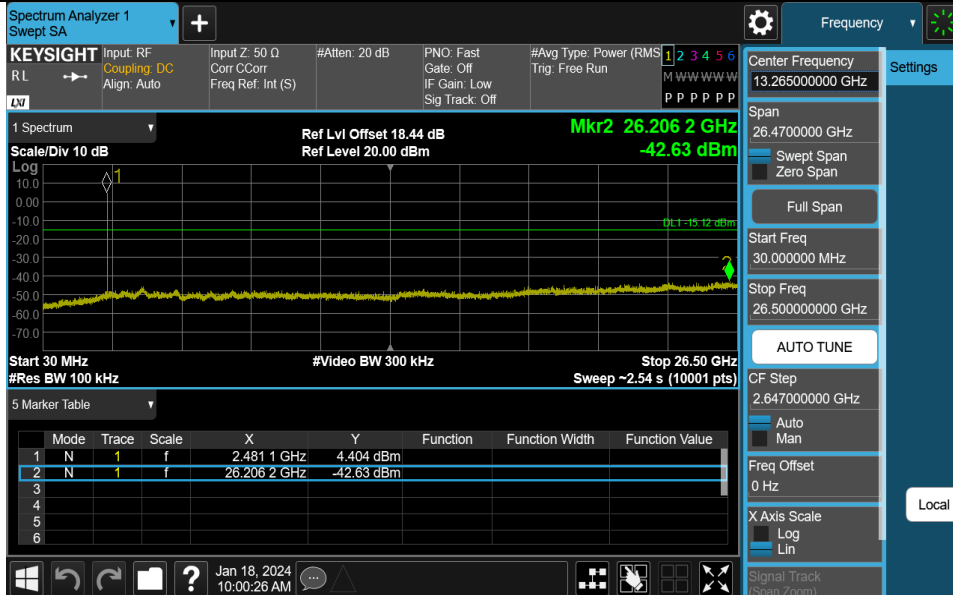 Spectrum Analyzer 1
Swept SA
+
Frequency
KEYSIGHT
R L
LXI
Input: RF
Coupling: DC
Align: Auto
Input Z: 50 Ω
Corr CCorr
Freq Ref: Int (S)
#Atten: 20 dB
PNO: Fast
Gate: Off
IF Gain: Low
Sig Track: Off
#Avg Type: Power (RMS
Trig: Free Run
1 2 3 4 5 6
M W W W W W
P P P P P P
Center Frequency
13.265000000 GHz
Settings
Span
26.4700000 GHz
Swept Span
Zero Span
Full Span
Start Freq
30.000000 MHz
Stop Freq
26.500000000 GHz
AUTO TUNE
CF Step
2.647000000 GHz
Auto
Man
Freq Offset
0 Hz
X Axis Scale
Log
Lin
Signal Track
(Span Zoom)
Local
1 Spectrum
Scale/Div 10 dB
Ref Lvl Offset 18.44 dB
Ref Level 20.00 dBm
Mkr2 26.206 2 GHz
-42.63 dBm
Log
10.0
0.00
-10.0
-20.0
-30.0
-40.0
-50.0
-60.0
-70.0
1
DL1 -15.12 dBm
2
Start 30 MHz
#Res BW 100 kHz
#Video BW 300 kHz
Stop 26.50 GHz
Sweep ~2.54 s (10001 pts)
5 Marker Table
Mode Trace Scale X Y Function Function Width Function Value
1 N 1 f 2.481 1 GHz 4.404 dBm
2 N 1 f 26.206 2 GHz -42.63 dBm
3
4
5
6
?
Jan 18, 2024
10:00:26 AM